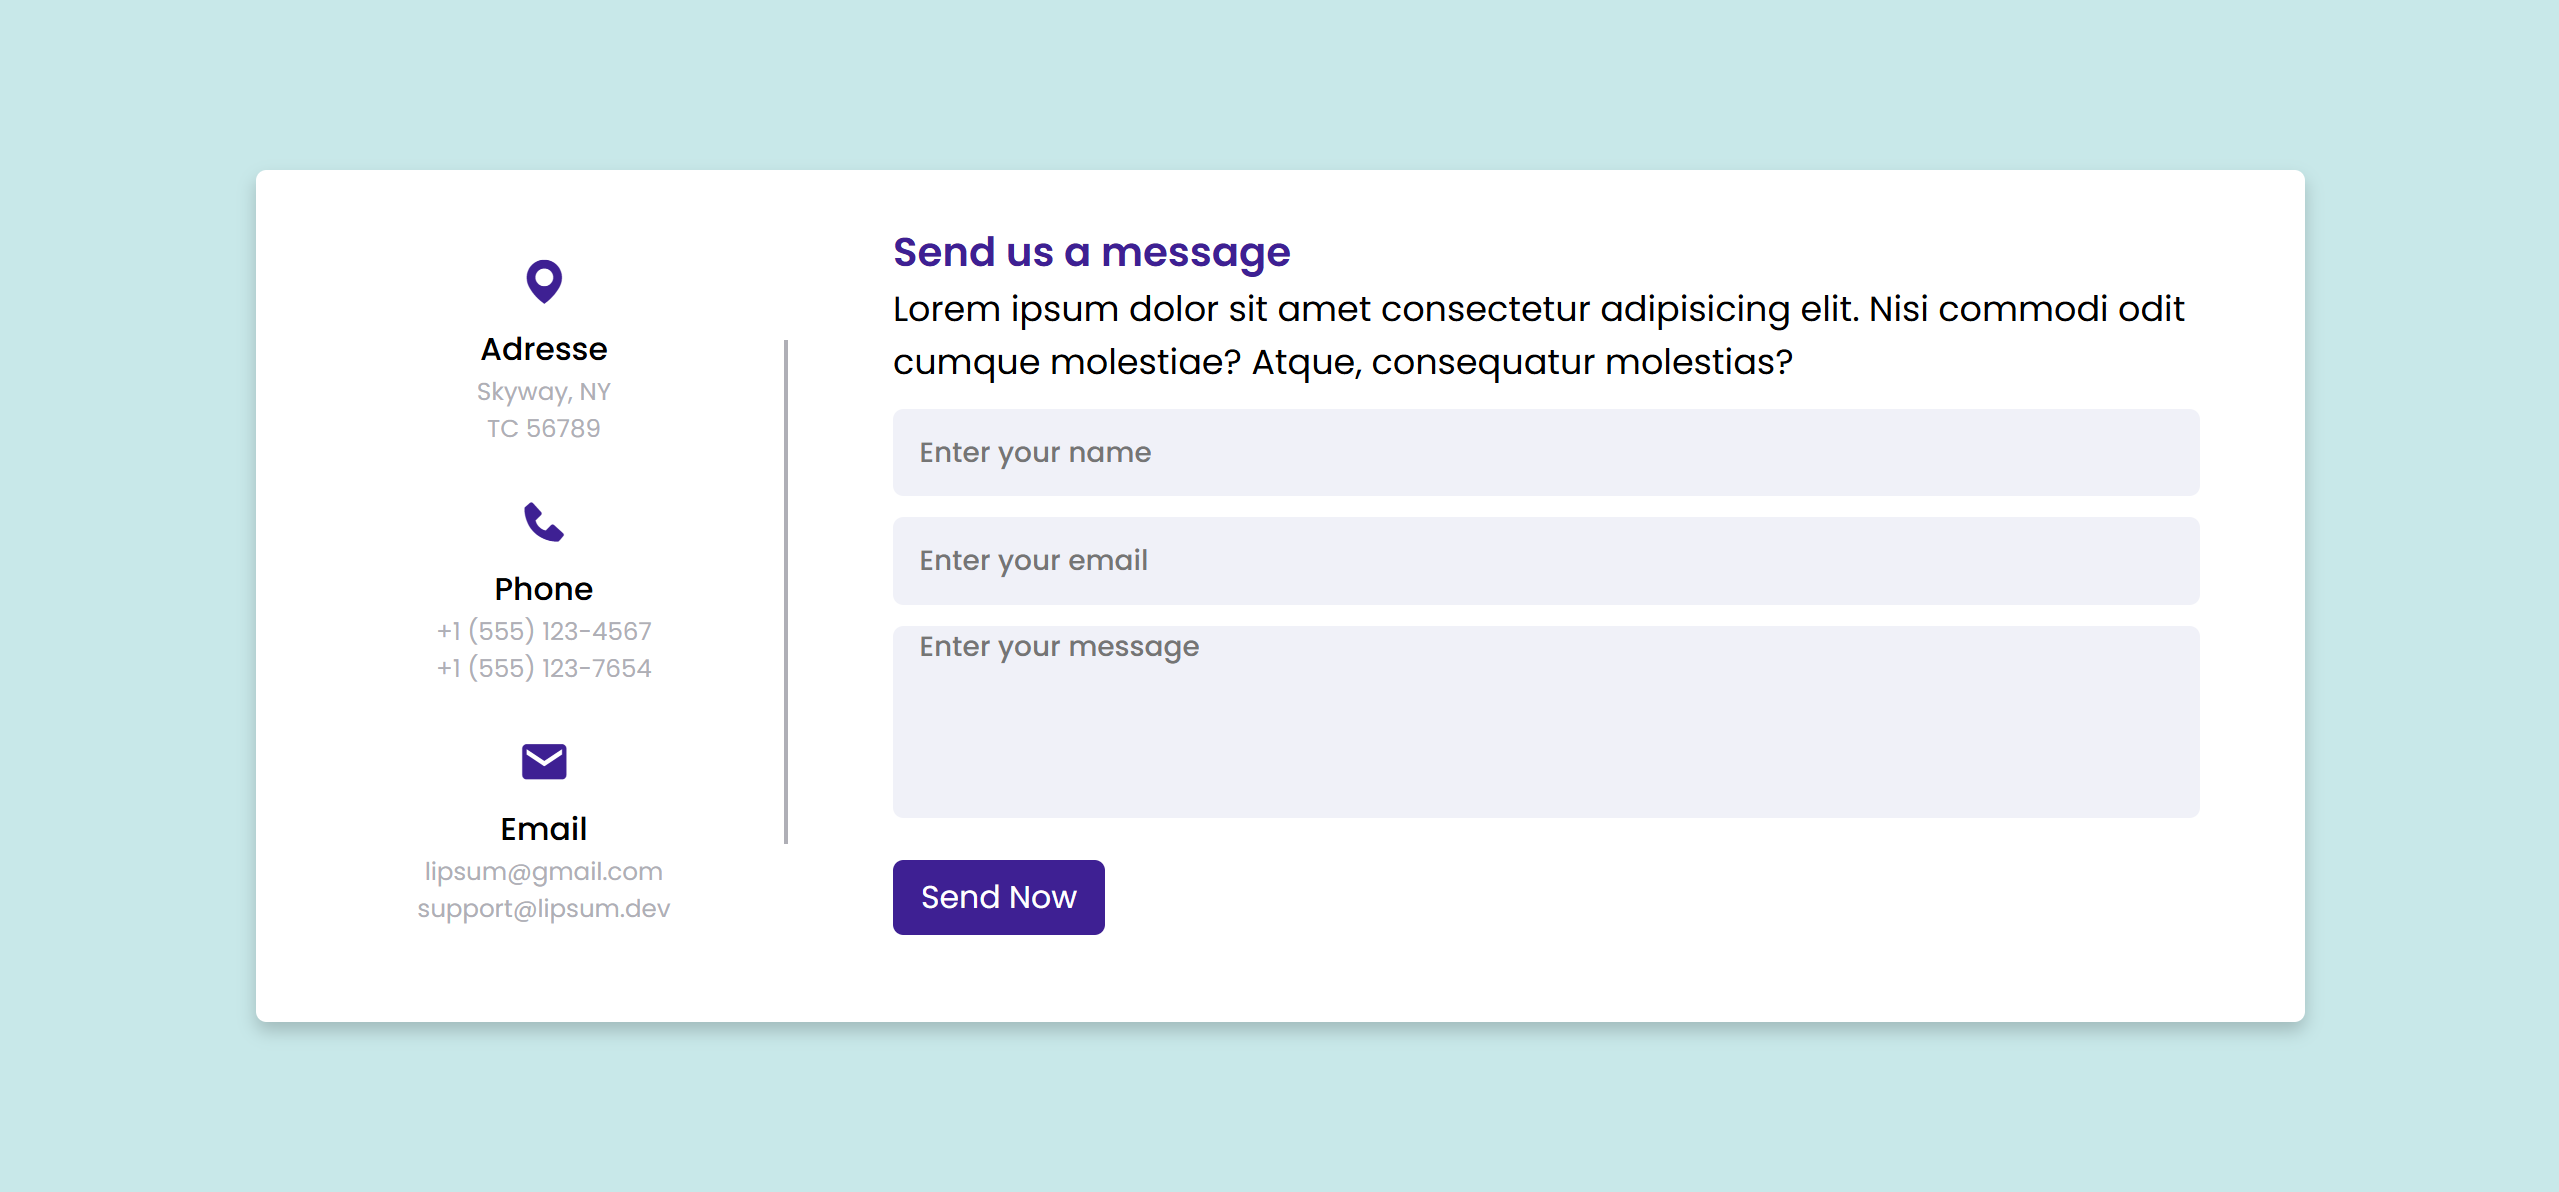 Adresse
Skyway, NY
TC 56789
Phone
+1 (555) 123-4567
+1 (555) 123-7654
Email
lipsum@gmail.com
support@lipsum.dev
Send us a message
Lorem ipsum dolor sit amet consectetur adipisicing elit. Nisi commodi odit
cumque molestiae? Atque, consequatur molestias?
Enter your name
Enter your email
Enter your message
Send Now